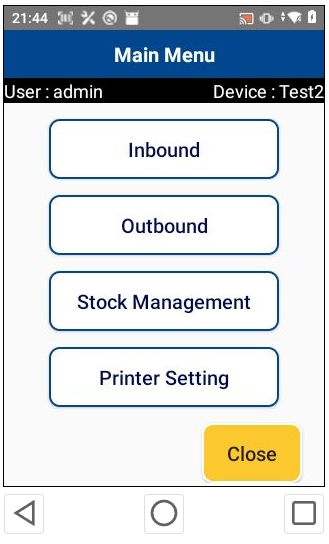 21:44
Main Menu
User : admin Device : Test2
Inbound
Outbound
Stock Management
Printer Setting
Close